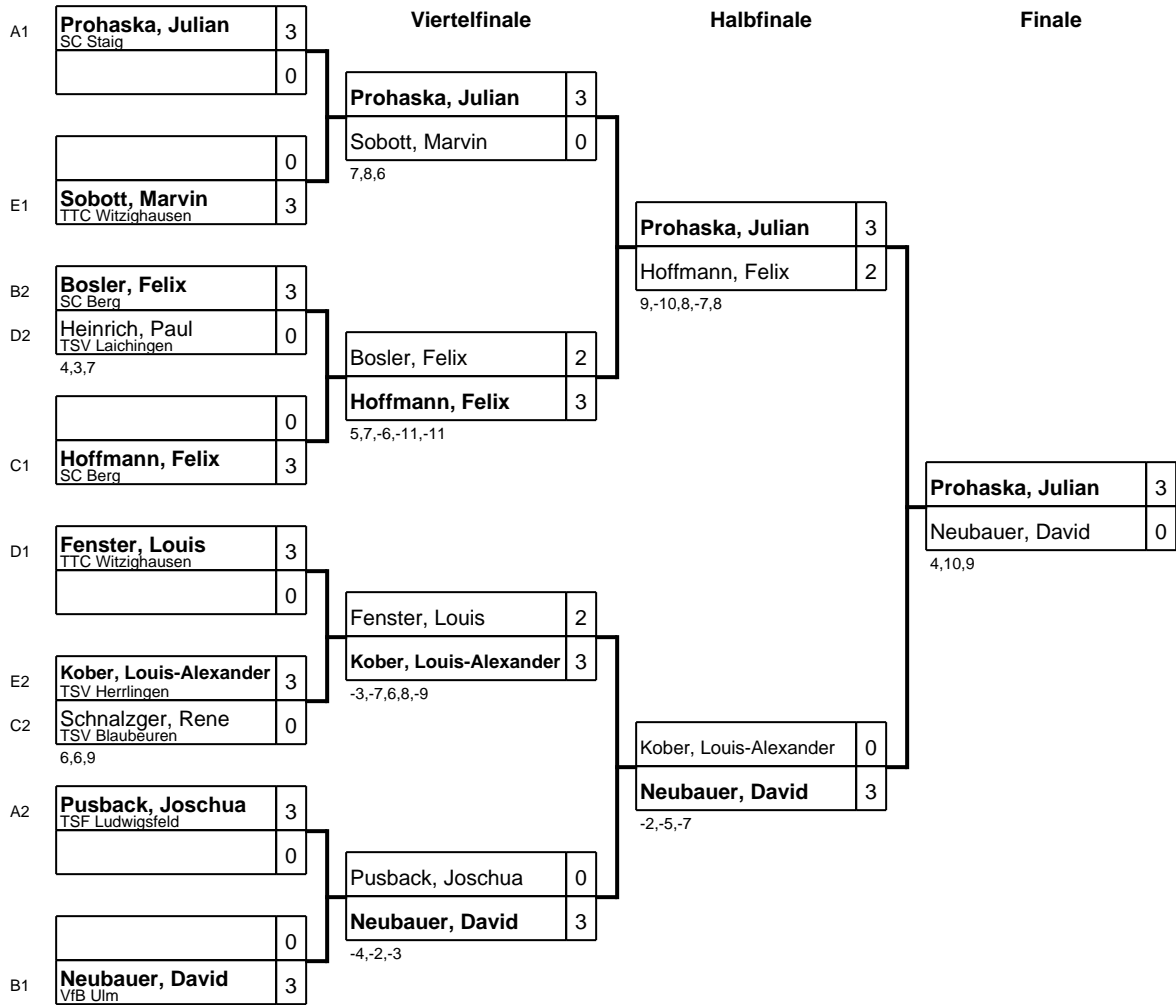 Viertelfinale
Halbfinale
Finale
A1
Prohaska, Julian 3
SC Staig
0
0
E1
Sobott, Marvin 3
TTC Witzighausen
B2
Bosler, Felix 3
SC Berg
D2
Heinrich, Paul 0
TSV Laichingen
4,3,7
0
C1
Hoffmann, Felix 3
SC Berg
D1
Fenster, Louis 3
TTC Witzighausen
0
E2
Kober, Louis-Alexander 3
TSV Herrlingen
C2
Schnalzger, Rene 0
TSV Blaubeuren
6,6,9
A2
Pusback, Joschua 3
TSF Ludwigsfeld
0
0
B1
Neubauer, David 3
VfB Ulm
Prohaska, Julian 3
Sobott, Marvin 0
7,8,6
Bosler, Felix 2
Hoffmann, Felix 3
5,7,-6,-11,-11
Fenster, Louis 2
Kober, Louis-Alexander 3
-3,-7,6,8,-9
Pusback, Joschua 0
Neubauer, David 3
-4,-2,-3
Prohaska, Julian 3
Hoffmann, Felix 2
9,-10,8,-7,8
Kober, Louis-Alexander 0
Neubauer, David 3
-2,-5,-7
Prohaska, Julian 3
Neubauer, David 0
4,10,9